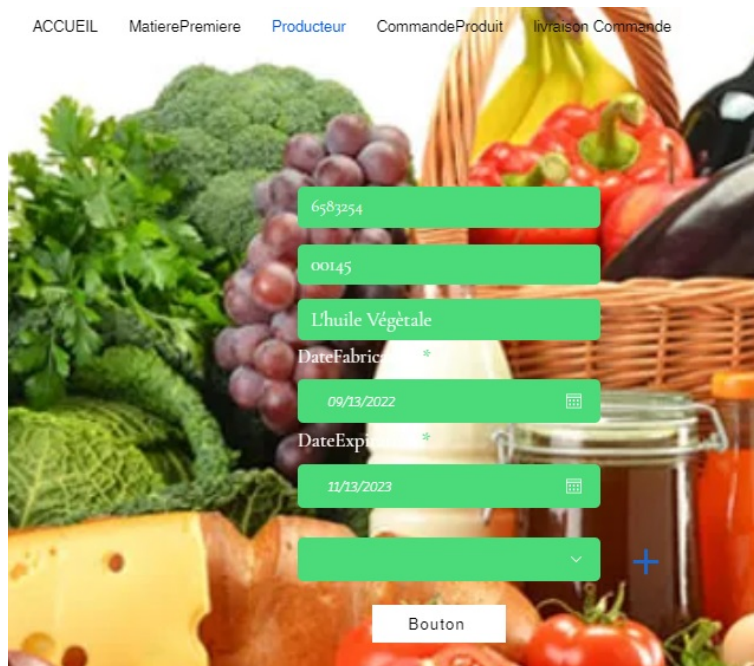 ACCUEIL MatierePremiere Producteur CommandeProduit livraison Commande
6583254
00145
L'huile Végètale
*
09/13/2022
*
11/13/2023
Bouton